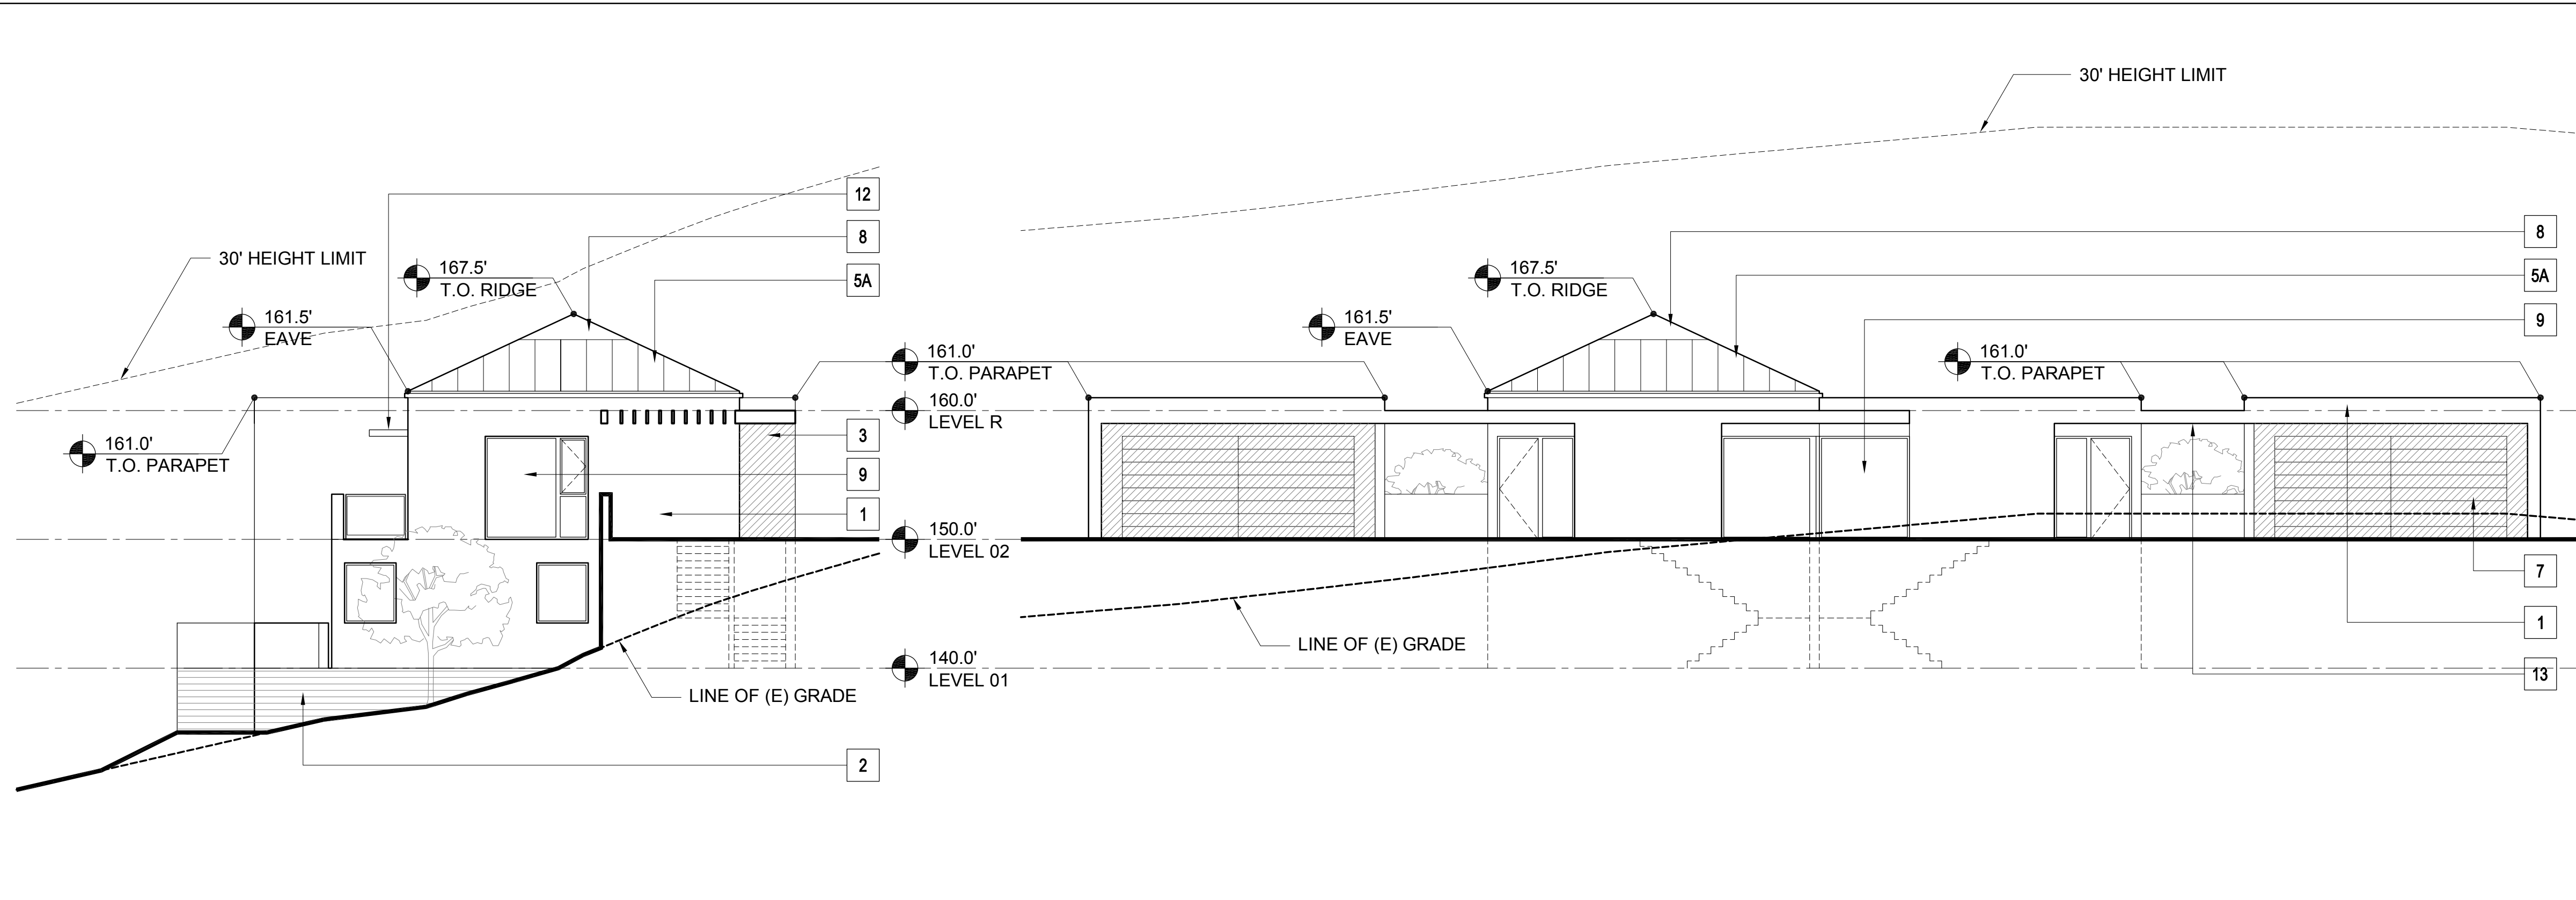 30' HEIGHT LIMIT
12
8
30' HEIGHT LIMIT
167.5'
T.O. RIDGE
5A
161.5'
EAVE
161.0'
T.O. PARAPET
160.0'
LEVEL R
3
161.0'
T.O. PARAPET
9
1
150.0'
LEVEL 02
140.0'
LEVEL 01
LINE OF (E) GRADE
2
8
167.5'
T.O. RIDGE
5A
161.5'
EAVE
9
161.0'
T.O. PARAPET
7
1
LINE OF (E) GRADE
13